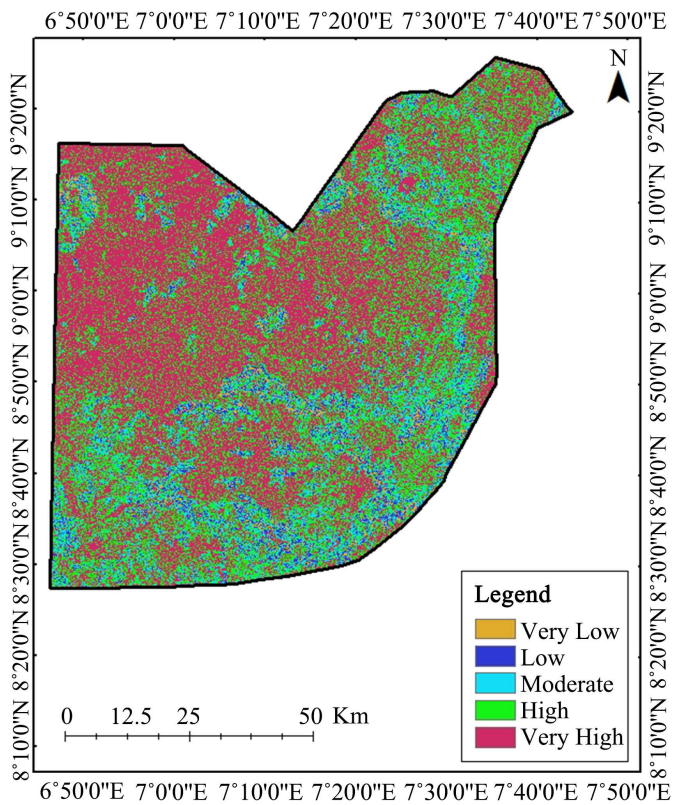 6°50'0"E 7°0'0"E 7°10'0"E 7°20'0"E 7°30'0"E 7°40'0"E 7°50'0"E
N
9°20'0"N
9°10'0"N
9°0'0"N
8°50'0"N
8°40'0"N
8°30'0"N
8°20'0"N
8°10'0"N
9°20'0"N
9°10'0"N
9°0'0"N
8°50'0"N
8°40'0"N
8°30'0"N
8°20'0"N
8°10'0"N
Legend
Very Low
Low
Moderate
High
Very High
0 12.5 25 50 Km
6°50'0"E 7°0'0"E 7°10'0"E 7°20'0"E 7°30'0"E 7°40'0"E 7°50'0"E